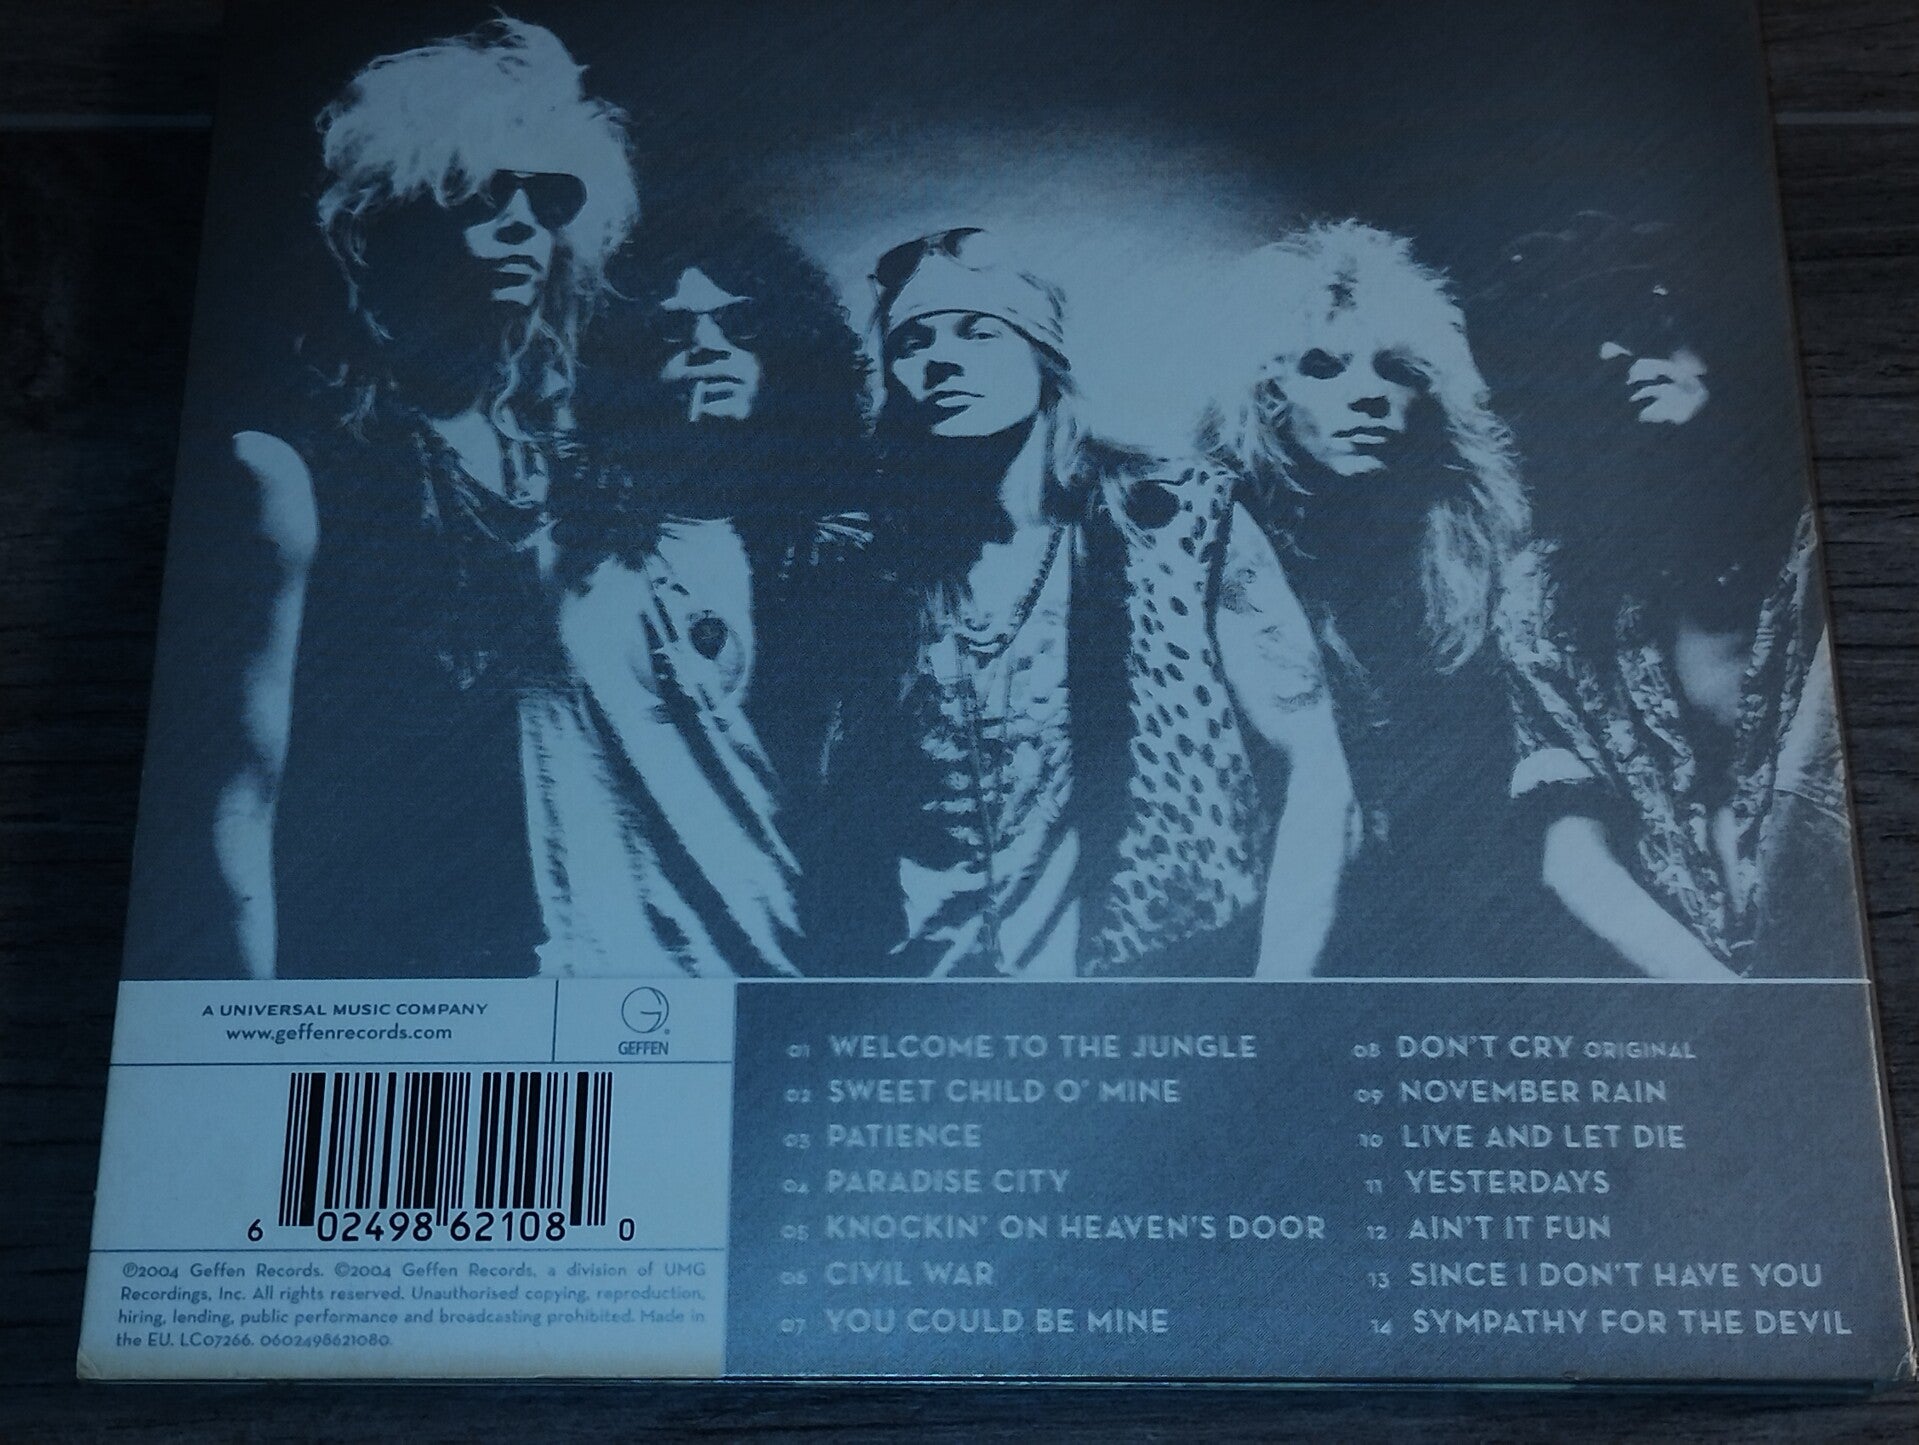 A UNIVERSAL MUSIC COMPANY
www.geffenrecords.com
GEFFEN
6 02498 62108 0
℗2004 Geffen Records. ©2004 Geffen Records, a division of UMG
Recordings, Inc. All rights reserved. Unauthorised copying, reproduction,
hiring, lending, public performance and broadcasting prohibited. Made in
the EU. LC07266. 0602498621080.
01 WELCOME TO THE JUNGLE
02 SWEET CHILD O' MINE
03 PATIENCE
04 PARADISE CITY
05 KNOCKIN' ON HEAVEN'S DOOR
06 CIVIL WAR
07 YOU COULD BE MINE
08 DON'T CRY ORIGINAL
09 NOVEMBER RAIN
10 LIVE AND LET DIE
11 YESTERDAYS
12 AIN'T IT FUN
13 SINCE I DON'T HAVE YOU
14 SYMPATHY FOR THE DEVIL